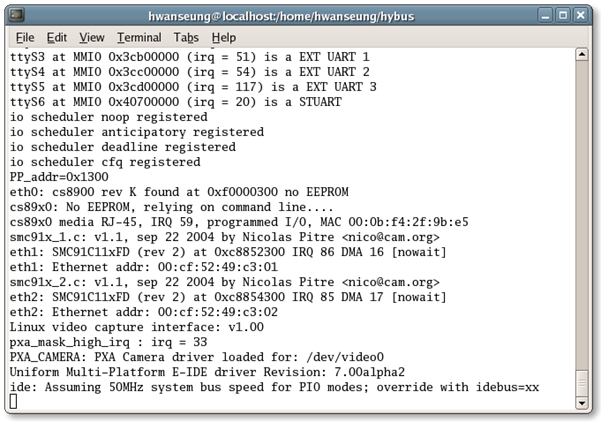 hwanseung@localhost:/home/hwanseung/hybus
File Edit View Terminal Tabs Help
ttyS3 at MMIO 0x3cb00000 (irq = 51) is a EXT UART 1
ttyS4 at MMIO 0x3cc00000 (irq = 54) is a EXT UART 2
ttyS5 at MMIO 0x3cd00000 (irq = 117) is a EXT UART 3
ttyS6 at MMIO 0x40700000 (irq = 20) is a STUART
io scheduler noop registered
io scheduler anticipatory registered
io scheduler deadline registered
io scheduler cfq registered
PP_addr=0x1300
eth0: cs8900 rev K found at 0xf0000300 no EEPROM
cs89x0: No EEPROM, relying on command line....
cs89x0 media RJ-45, IRQ 59, programmed I/O, MAC 00:0b:f4:2f:9b:e5
smc91x_1.c: v1.1, sep 22 2004 by Nicolas Pitre <nico@cam.org>
eth1: SMC91C11xFD (rev 2) at 0xc8852300 IRQ 86 DMA 16 [nowait]
eth1: Ethernet addr: 00:cf:52:49:c3:01
smc91x_2.c: v1.1, sep 22 2004 by Nicolas Pitre <nico@cam.org>
eth2: SMC91C11xFD (rev 2) at 0xc8854300 IRQ 85 DMA 17 [nowait]
eth2: Ethernet addr: 00:cf:52:49:c3:02
Linux video capture interface: v1.00
pxa_mask_high_irq : irq = 33
PXA_CAMERA: PXA Camera driver loaded for: /dev/video0
Uniform Multi-Platform E-IDE driver Revision: 7.00alpha2
ide: Assuming 50MHz system bus speed for PIO modes; override with idebus=xx